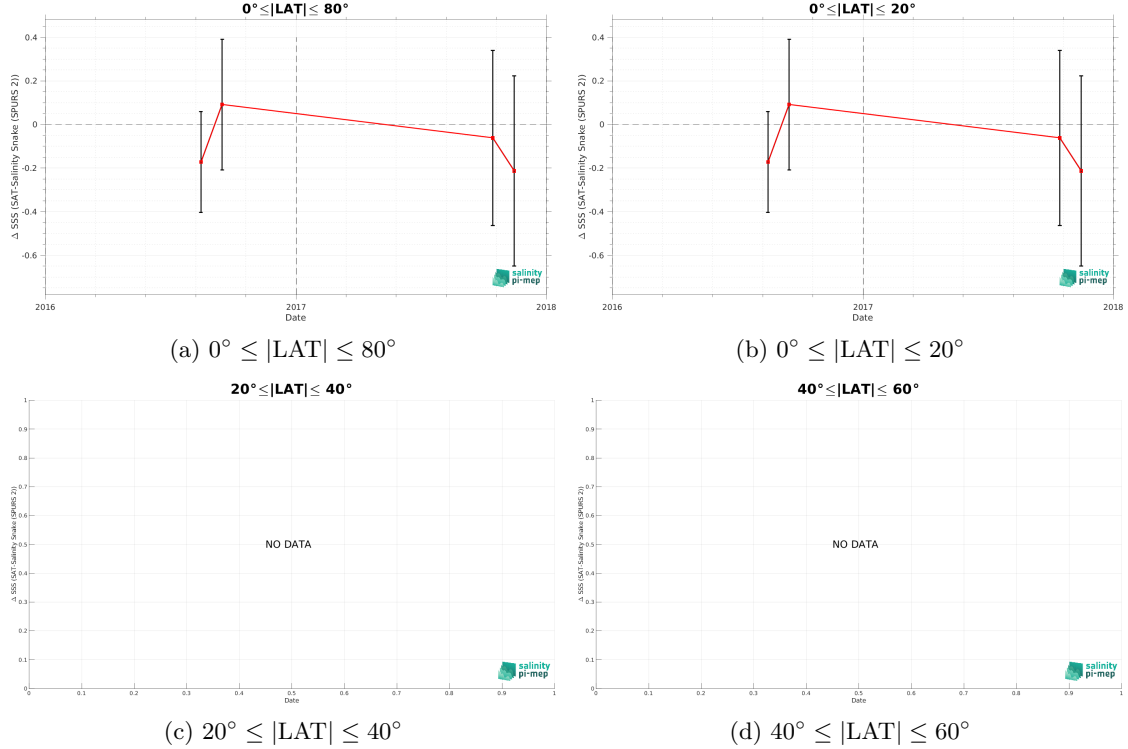 0°≤|LAT|≤ 80°
Δ SSS (SAT-Salinity Snake (SPURS 2))
0.4
0.2
0
-0.2
-0.4
-0.6
2016
2017
2018
Date
salinity
pi-mep
(a) 0° ≤ |LAT| ≤ 80°
0°≤|LAT|≤ 20°
Δ SSS (SAT-Salinity Snake (SPURS 2))
0.4
0.2
0
-0.2
-0.4
-0.6
2016
2017
2018
Date
salinity
pi-mep
(b) 0° ≤ |LAT| ≤ 20°
20°≤|LAT|≤ 40°
Δ SSS (SAT-Salinity Snake (SPURS 2))
1
0.9
0.8
0.7
0.6
0.5
0.4
0.3
0.2
0.1
0
NO DATA
0 0.1 0.2 0.3 0.4 0.5 0.6 0.7 0.8 0.9 1
Date
salinity
pi-mep
(c) 20° ≤ |LAT| ≤ 40°
40°≤|LAT|≤ 60°
Δ SSS (SAT-Salinity Snake (SPURS 2))
1
0.9
0.8
0.7
0.6
0.5
0.4
0.3
0.2
0.1
0
NO DATA
0 0.1 0.2 0.3 0.4 0.5 0.6 0.7 0.8 0.9 1
Date
salinity
pi-mep
(d) 40° ≤ |LAT| ≤ 60°